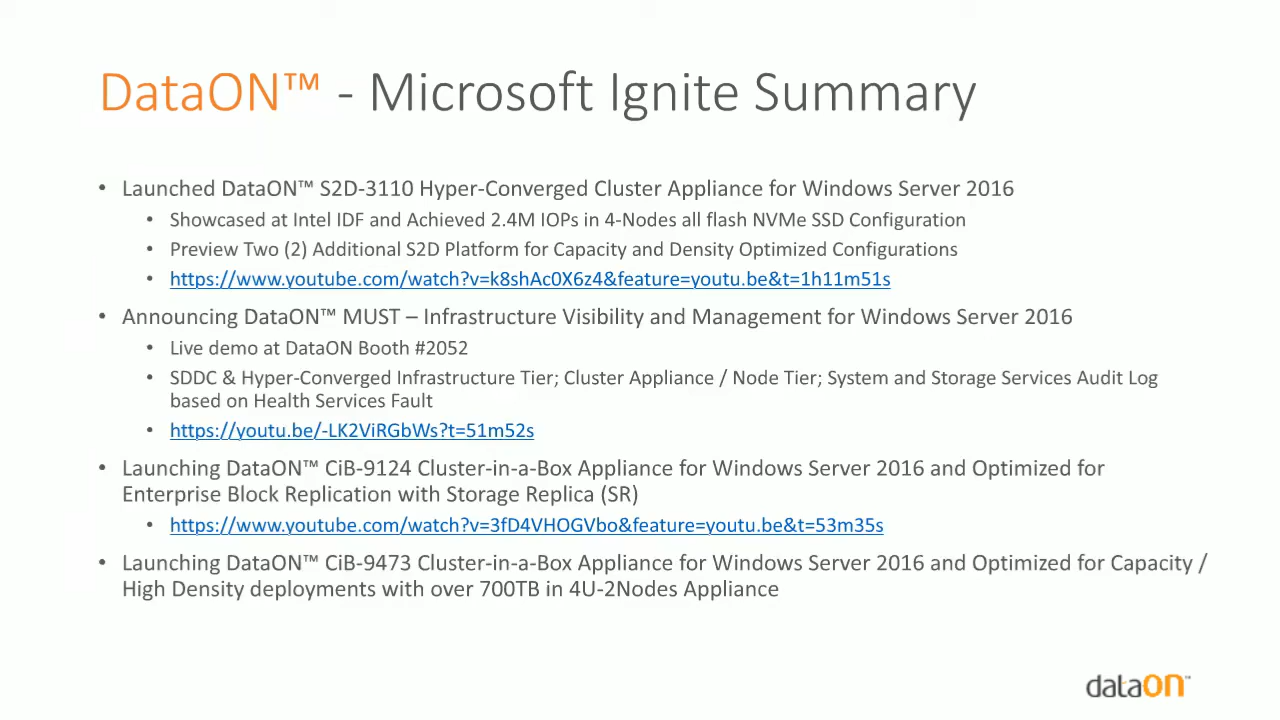 DataON™ - Microsoft Ignite Summary
• Launched DataON™ S2D-3110 Hyper-Converged Cluster Appliance for Windows Server 2016
• Showcased at Intel IDF and Achieved 2.4M IOPs in 4-Nodes all flash NVMe SSD Configuration
• Preview Two (2) Additional S2D Platform for Capacity and Density Optimized Configurations
• https://www.youtube.com/watch?v=k8shAc0X6z4&feature=youtu.be&t=1h11m51s
• Announcing DataON™ MUST – Infrastructure Visibility and Management for Windows Server 2016
• Live demo at DataON Booth #2052
• SDDC & Hyper-Converged Infrastructure Tier; Cluster Appliance / Node Tier; System and Storage Services Audit Log
based on Health Services Fault
• https://youtu.be/-LK2ViRGbWs?t=51m52s
• Launching DataON™ CiB-9124 Cluster-in-a-Box Appliance for Windows Server 2016 and Optimized for
Enterprise Block Replication with Storage Replica (SR)
• https://www.youtube.com/watch?v=3fD4VHOGVbo&feature=youtu.be&t=53m35s
• Launching DataON™ CiB-9473 Cluster-in-a-Box Appliance for Windows Server 2016 and Optimized for Capacity /
High Density deployments with over 700TB in 4U-2Nodes Appliance
dataON™